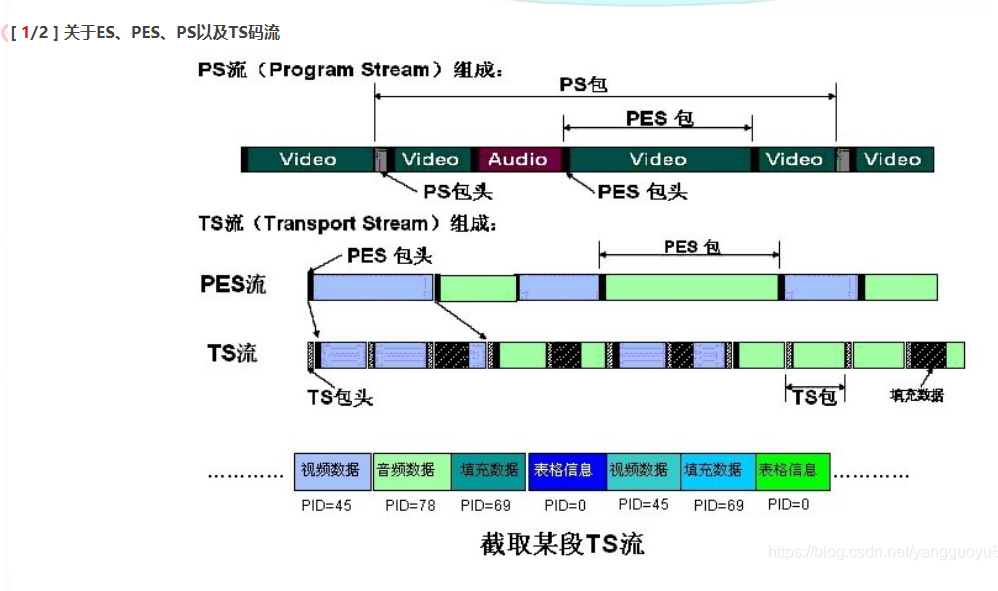 [ 1/2 ] 关于ES、PES、PS以及TS码流
PS流（Program Stream）组成：
PS包
PES 包
Video Video Audio Video Video Video
PS包头 PES 包头
TS流（Transport Stream）组成：
PES 包
PES 包头
PES流
TS流
TS包头 TS包 填充数据
………… 视频数据 音频数据 填充数据 表格信息 视频数据 填充数据 表格信息 …………
PID=45 PID=78 PID=69 PID=0 PID=45 PID=69 PID=0
截取某段TS流
https://blog.csdn.net/yangguoyu8